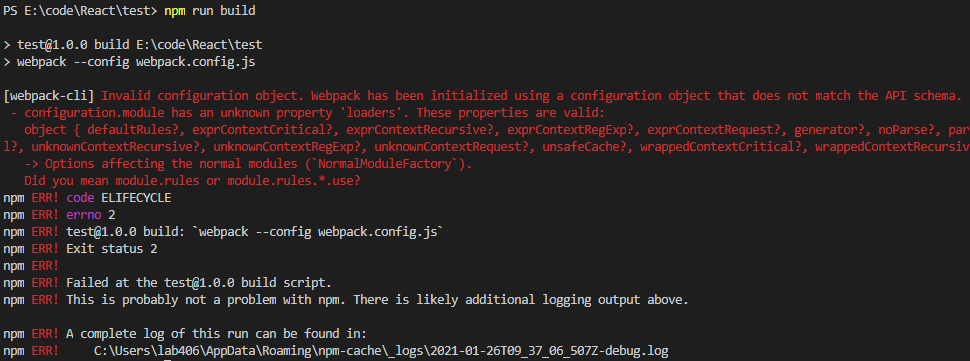 PS E:\code\React\test> npm run build
> test@1.0.0 build E:\code\React\test
> webpack --config webpack.config.js
[webpack-cli] Invalid configuration object. Webpack has been initialized using a configuration object that does not match the API schema.
- configuration.module has an unknown property 'loaders'. These properties are valid:
object { defaultRules?, exprContextCritical?, exprContextRecursive?, exprContextRegExp?, exprContextRequest?, generator?, noParse?, par
l?, unknownContextRecursive?, unknownContextRegExp?, unknownContextRequest?, unsafeCache?, wrappedContextCritical?, wrappedContextRecursiv
-> Options affecting the normal modules (`NormalModuleFactory`).
Did you mean module.rules or module.rules.*.use?
npm ERR! code ELIFECYCLE
npm ERR! errno 2
npm ERR! test@1.0.0 build: `webpack --config webpack.config.js`
npm ERR! Exit status 2
npm ERR!
npm ERR! Failed at the test@1.0.0 build script.
npm ERR! This is probably not a problem with npm. There is likely additional logging output above.
npm ERR! A complete log of this run can be found in:
npm ERR!     C:\Users\lab406\AppData\Roaming\npm-cache\_logs\2021-01-26T09_37_06_507Z-debug.log